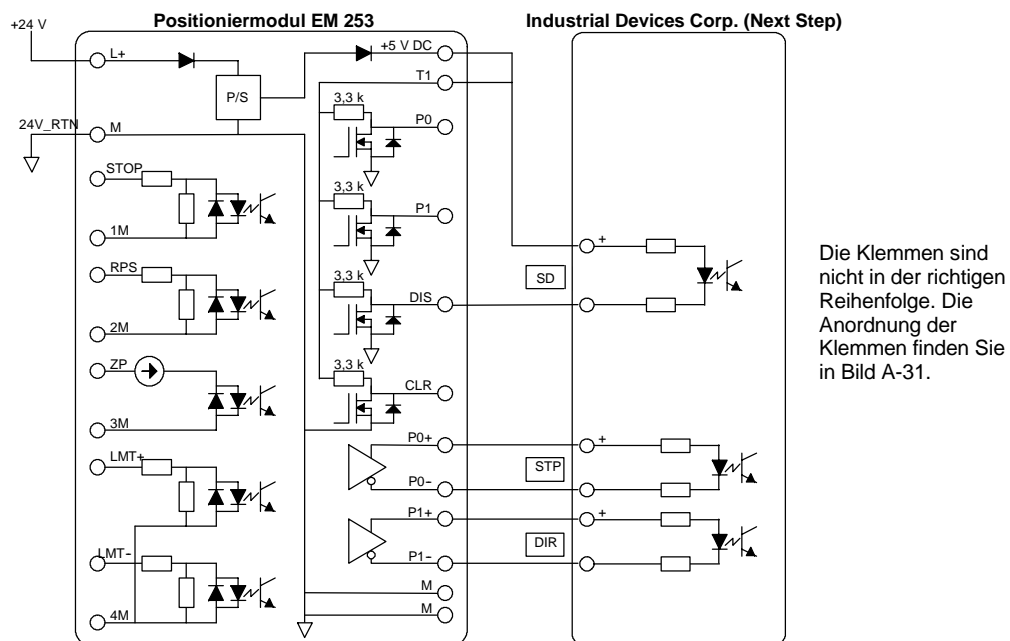 Positioniermodul EM 253
Industrial Devices Corp. (Next Step)
+24 V
L+
+5 V DC
T1
P/S
3,3 k
P0
24V_RTN
M
STOP
3,3 k
P1
1M
+
RPS
SD
3,3 k
DIS
2M
ZP
3,3 k
CLR
3M
P0+
+
LMT+
STP
P0-
P1+
+
DIR
LMT-
P1-
M
4M
M
Die Klemmen sind
nicht in der richtigen
Reihenfolge. Die
Anordnung der
Klemmen finden Sie
in Bild A-31.